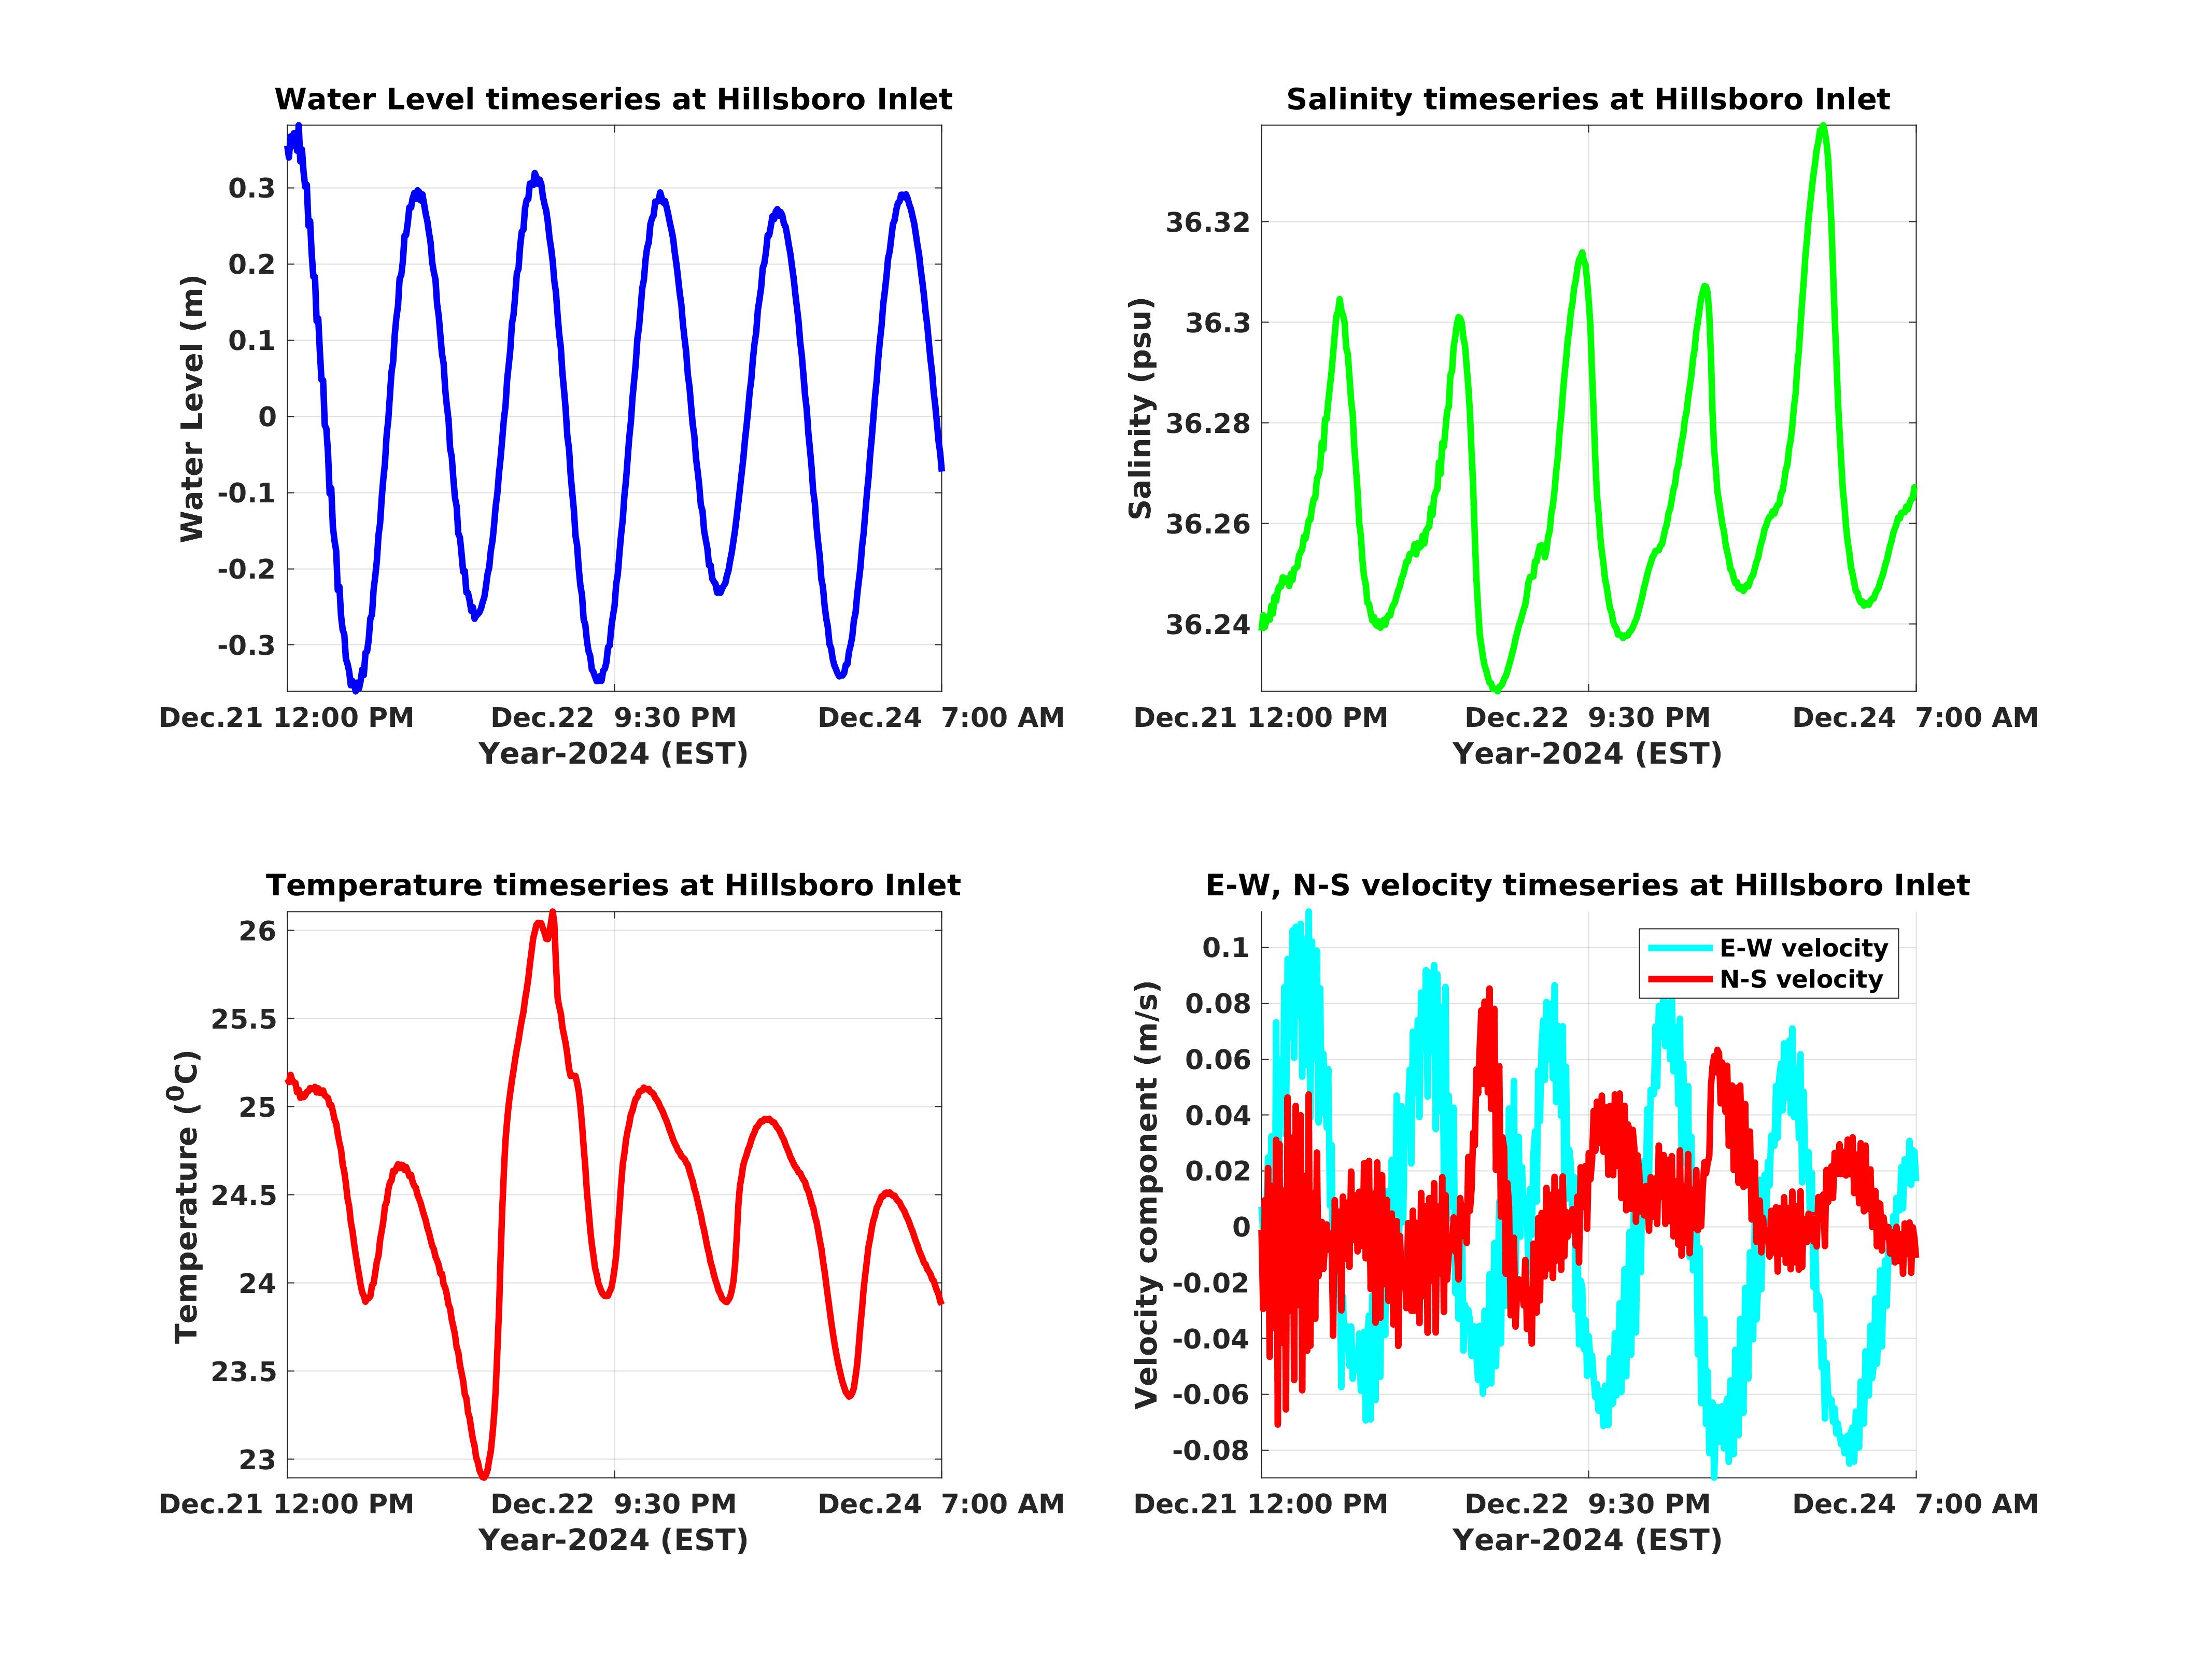 Water Level timeseries at Hillsboro Inlet
Water Level (m)
0.3
0.2
0.1
0
-0.1
-0.2
-0.3
Dec.21 12:00 PM
Dec.22  9:30 PM
Dec.24  7:00 AM
Year-2024 (EST)
Salinity timeseries at Hillsboro Inlet
Salinity (psu)
36.32
36.3
36.28
36.26
36.24
Dec.21 12:00 PM
Dec.22  9:30 PM
Dec.24  7:00 AM
Year-2024 (EST)
Temperature timeseries at Hillsboro Inlet
Temperature (⁰C)
26
25.5
25
24.5
24
23.5
23
Dec.21 12:00 PM
Dec.22  9:30 PM
Dec.24  7:00 AM
Year-2024 (EST)
E-W, N-S velocity timeseries at Hillsboro Inlet
Velocity component (m/s)
E-W velocity
N-S velocity
0.1
0.08
0.06
0.04
0.02
0
-0.02
-0.04
-0.06
-0.08
Dec.21 12:00 PM
Dec.22  9:30 PM
Dec.24  7:00 AM
Year-2024 (EST)